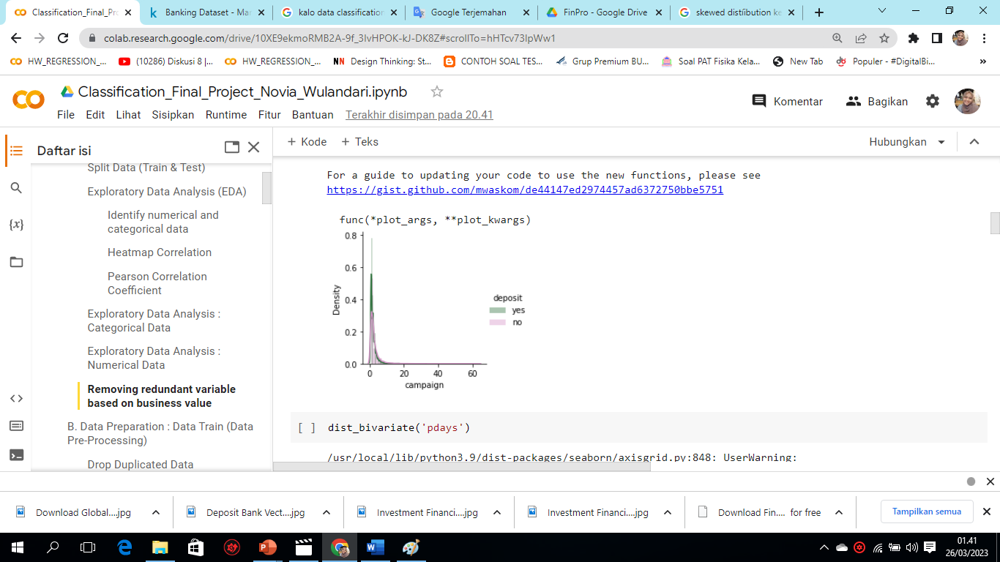 Classification_Final_Pro
Banking Dataset - Mar
kalo data classification
Google Terjemahan
FinPro - Google Drive
skewed distíibution ke
colab.research.google.com/drive/10XE9ekmoRMB2A-9f_3IvHPOK-kJ-DK8Z#scrollTo=hHTcv73IpWw1
HW_REGRESSION_...
(10286) Diskusi 8 |...
HW_REGRESSION_...
NN Design Thinking: St...
CONTOH SOAL TES...
Grup Premium BU...
Soal PAT Fisika Kela...
New Tab
Populer - #DigitalBi...
»
Classification_Final_Project_Novia_Wulandari.ipynb
File Edit Lihat Sisipkan Runtime Fitur Bantuan Terakhir disimpan pada 20.41
Komentar
Bagikan
Daftar isi
+ Kode + Teks
Hubungkan
Split Data (Train & Test)
Exploratory Data Analysis (EDA)
Identify numerical and
categorical data
Heatmap Correlation
Pearson Correlation
Coefficient
Exploratory Data Analysis :
Categorical Data
Exploratory Data Analysis :
Numerical Data
Removing redundant variable
based on business value
B. Data Preparation : Data Train (Data
Pre-Processing)
Drop Duplicated Data
For a guide to updating your code to use the new functions, please see
https://gist.github.com/mwaskom/de44147ed2974457ad6372750bbe5751
func(*plot_args, **plot_kwargs)
0.8
0.6
0.4
0.2
0.0
Density
0 20 40 60
campaign
deposit
yes
no
[ ] dist_bivariate('pdays')
/usr/local/lib/python3.9/dist-packages/seaborn/axisgrid.py:848: UserWarning:
Download Global....jpg
Deposit Bank Vect....jpg
Investment Financi....jpg
Investment Financi....jpg
Download Fin.... for free
Tampilkan semua
01.41
26/03/2023